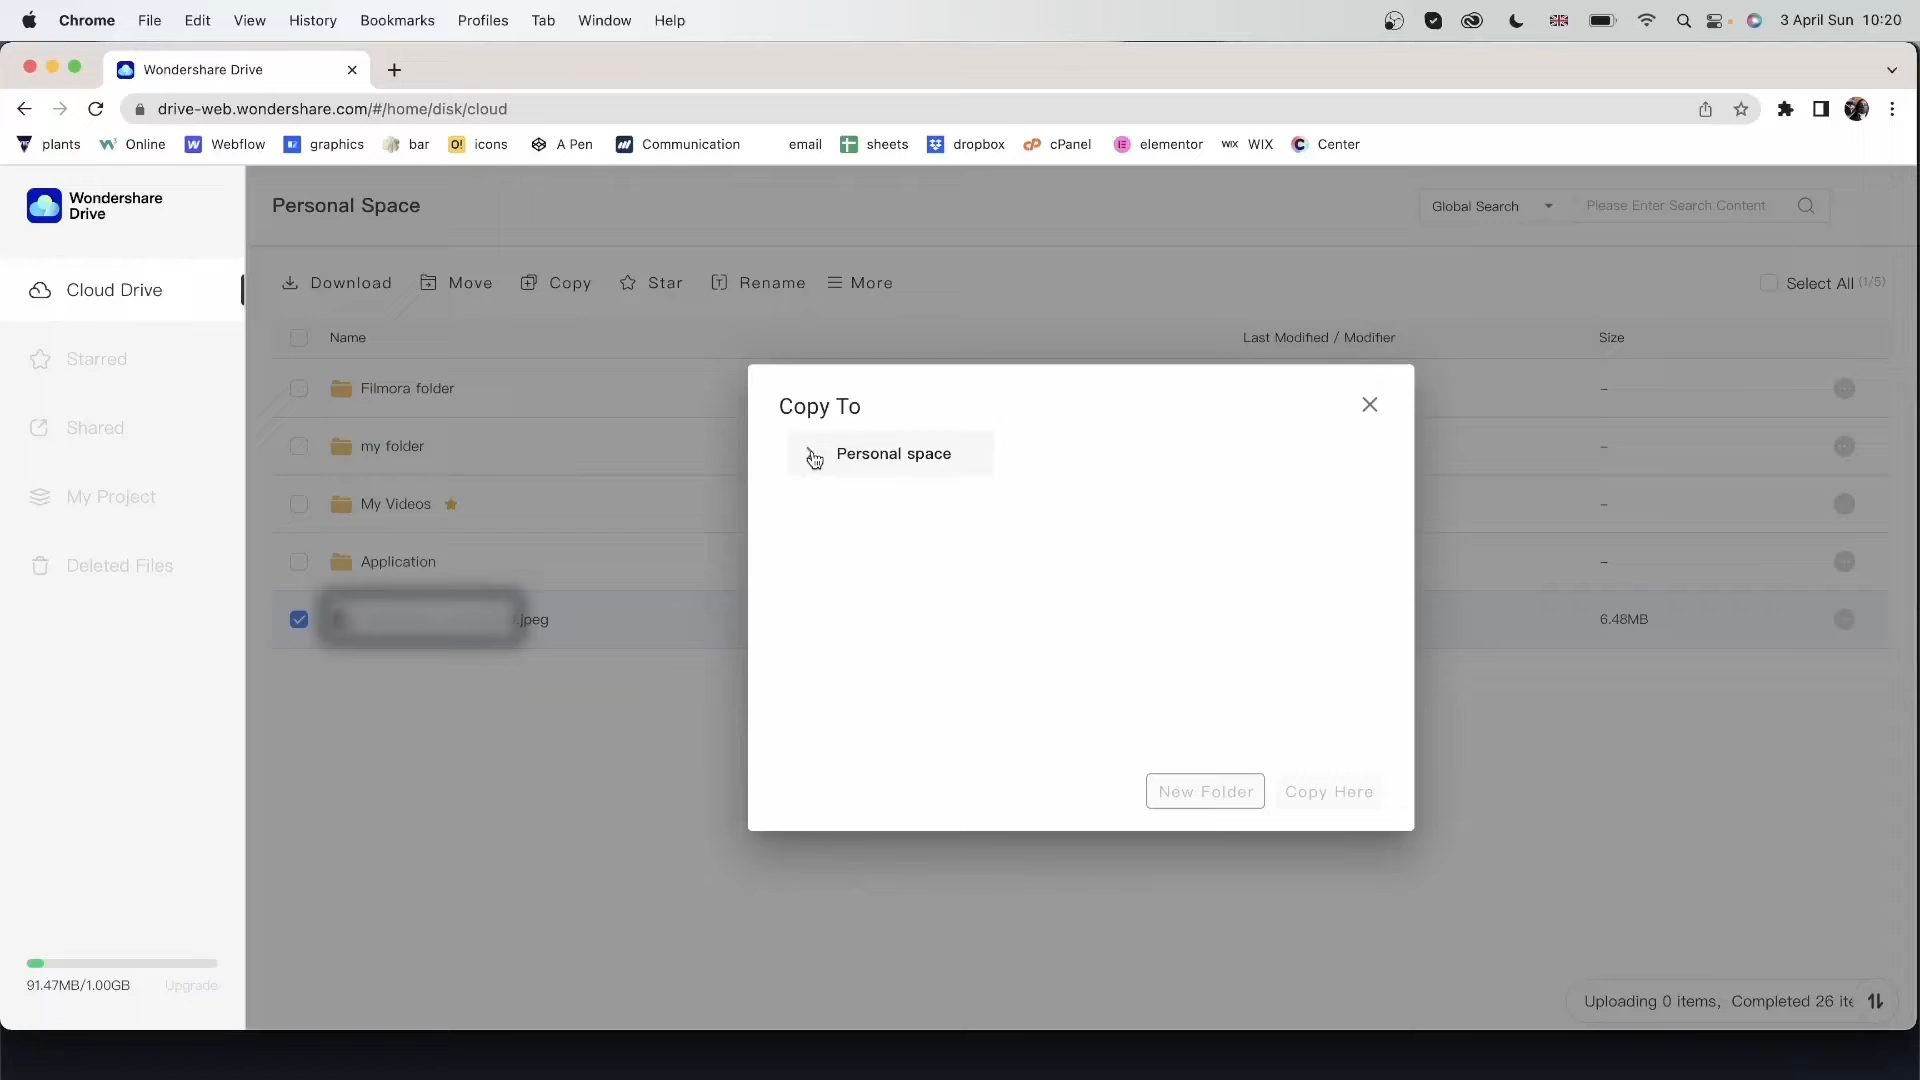 Chrome File Edit View History Bookmarks Profiles Tab Window Help 3 April Sun 10:20
Wondershare Drive
drive-web.wondershare.com/#/home/disk/cloud
plants Online Webflow graphics bar icons A Pen Communication email sheets dropbox cPanel elementor WIX Center
Wondershare
Drive
Personal Space
Global Search
Please Enter Search Content
Cloud Drive
Starred
Shared
My Project
Deleted Files
Download Move Copy Star Rename More
Select All (1/5)
Name Last Modified / Modifier Size
Filmora folder –
my folder –
My Videos –
Application –
.jpeg 6.48MB
Copy To
Personal space
New Folder Copy Here
91.47MB/1.00GB Upgrade
Uploading 0 items, Completed 26 ite